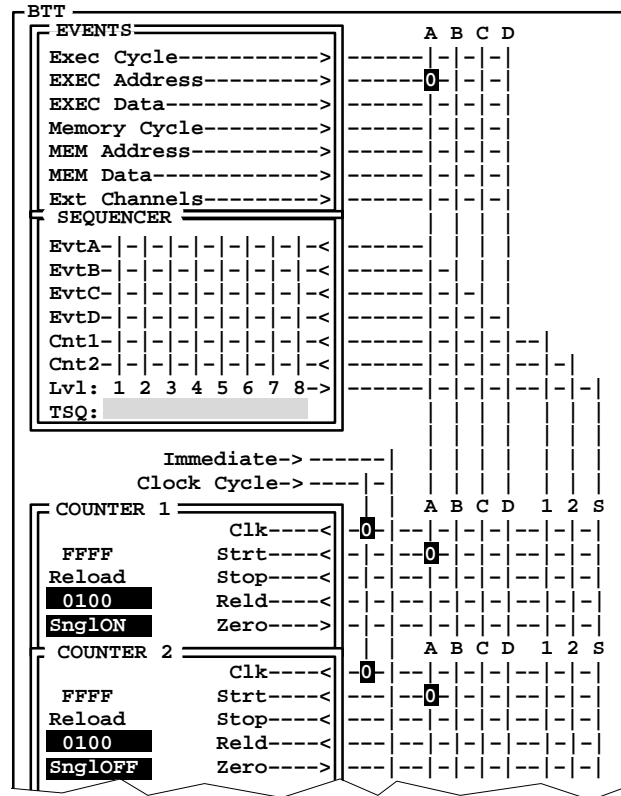 BTT
EVENTS A B C D
Exec Cycle----------->------|-|-|-|
EXEC Address--------->------0-|-|-|
EXEC Data------------>------|-|-|-|
Memory Cycle--------->------|-|-|-|
MEM Address---------->------|-|-|-|
MEM Data------------->------|-|-|-|
Ext Channels--------->------|-|-|-|
SEQUENCER
EvtA-|-|-|-|-|-|-|-|-<------|
EvtB-|-|-|-|-|-|-|-|-<------|-|
EvtC-|-|-|-|-|-|-|-|-<------|-|-|
EvtD-|-|-|-|-|-|-|-|-<------|-|-|-|
Cnt1-|-|-|-|-|-|-|-|-<------|-|-|-|--|
Cnt2-|-|-|-|-|-|-|-|-<------|-|-|-|--|-|
Lvl: 1 2 3 4 5 6 7 8->------|-|-|-|--|-|-|
TSQ:
Immediate->------|
Clock Cycle->----|-|
COUNTER 1 A B C D 1 2 S
Clk----<-0-|--|-|-|-|--|-|-|
FFFF Strt----<-|-|--0-|-|-|--|-|-|
Reload Stop----<-|-|--|-|-|-|--|-|-|
0100 Reld----<-|-|--|-|-|-|--|-|-|
SnglON Zero---->-|-|--|-|-|-|--|-|-|
COUNTER 2 A B C D 1 2 S
Clk----<-0-|--|-|-|-|--|-|-|
FFFF Strt----<-|--0-|-|-|--|-|-|
Reload Stop----<-|--|-|-|-|--|-|-|
0100 Reld----<-|--|-|-|-|--|-|-|
SnglOFF Zero---->-|--|-|-|-|--|-|-|